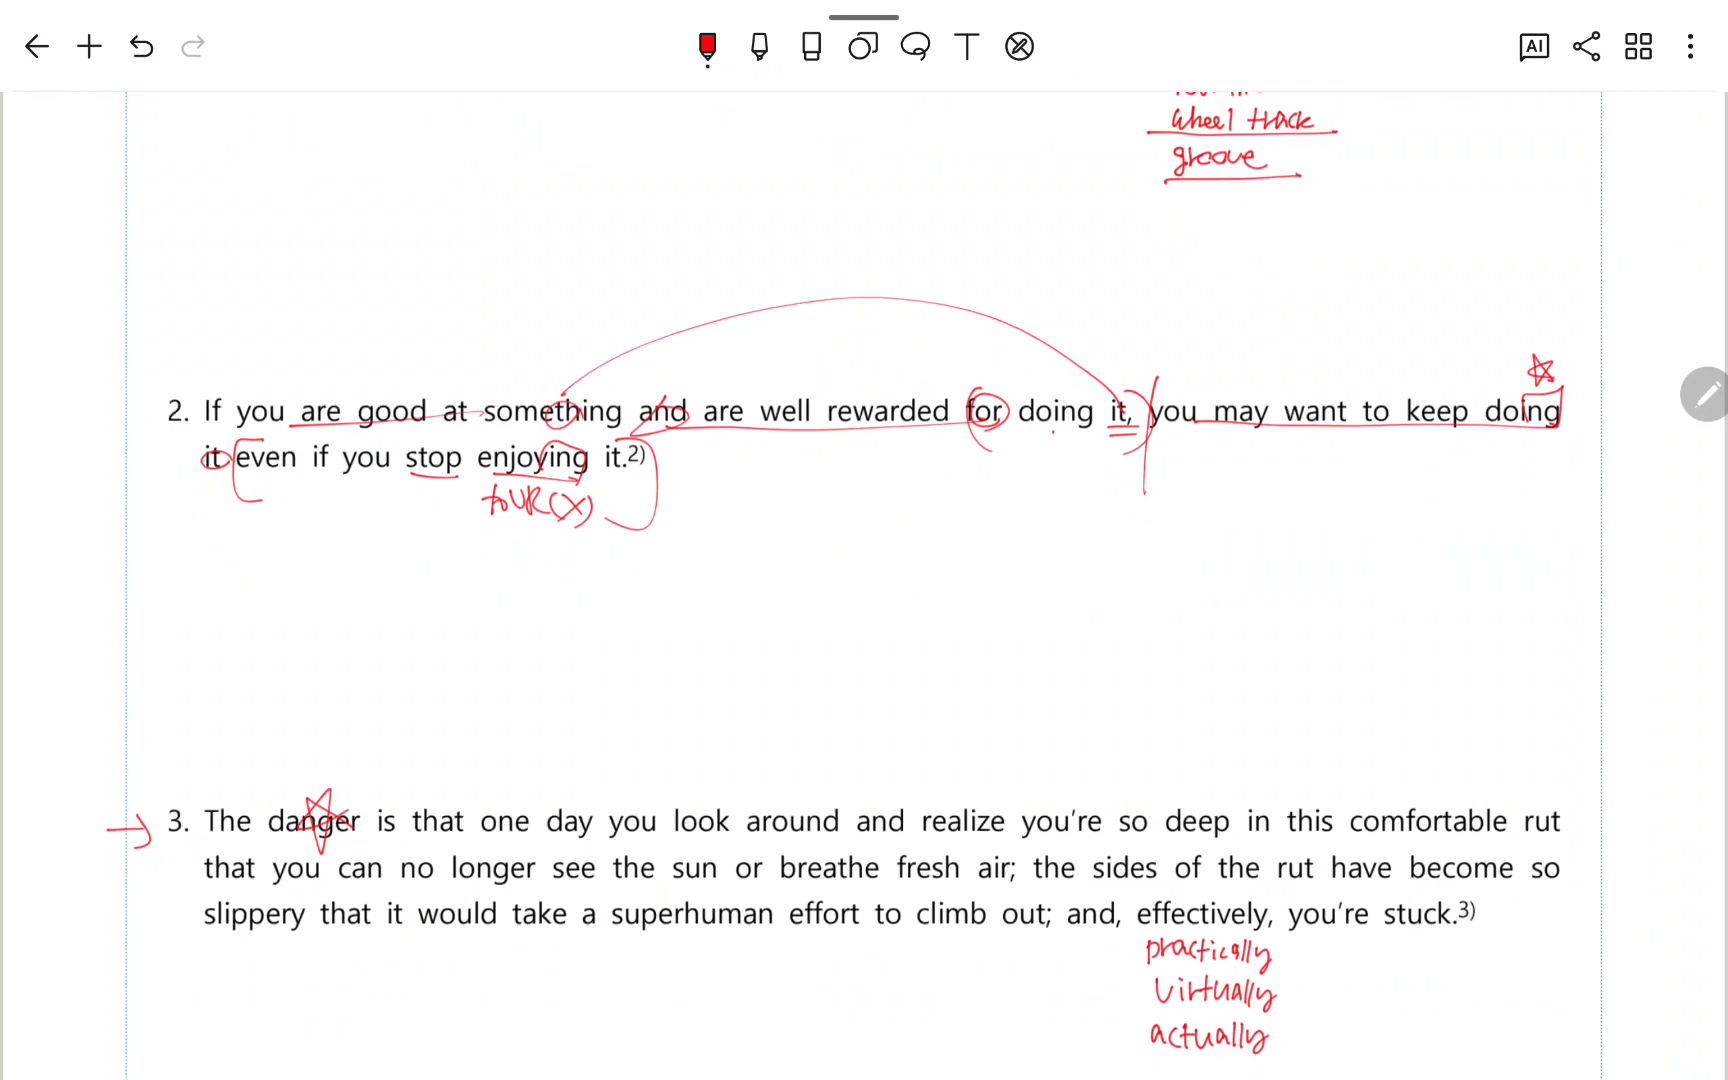 AI
wheel track
groove
2. If you are good at something and are well rewarded for doing it, you may want to keep doing
it even if you stop enjoying it.2)
toVR(X)
3. The danger is that one day you look around and realize you're so deep in this comfortable rut
that you can no longer see the sun or breathe fresh air; the sides of the rut have become so
slippery that it would take a superhuman effort to climb out; and, effectively, you're stuck.3)
practically
virtually
actually